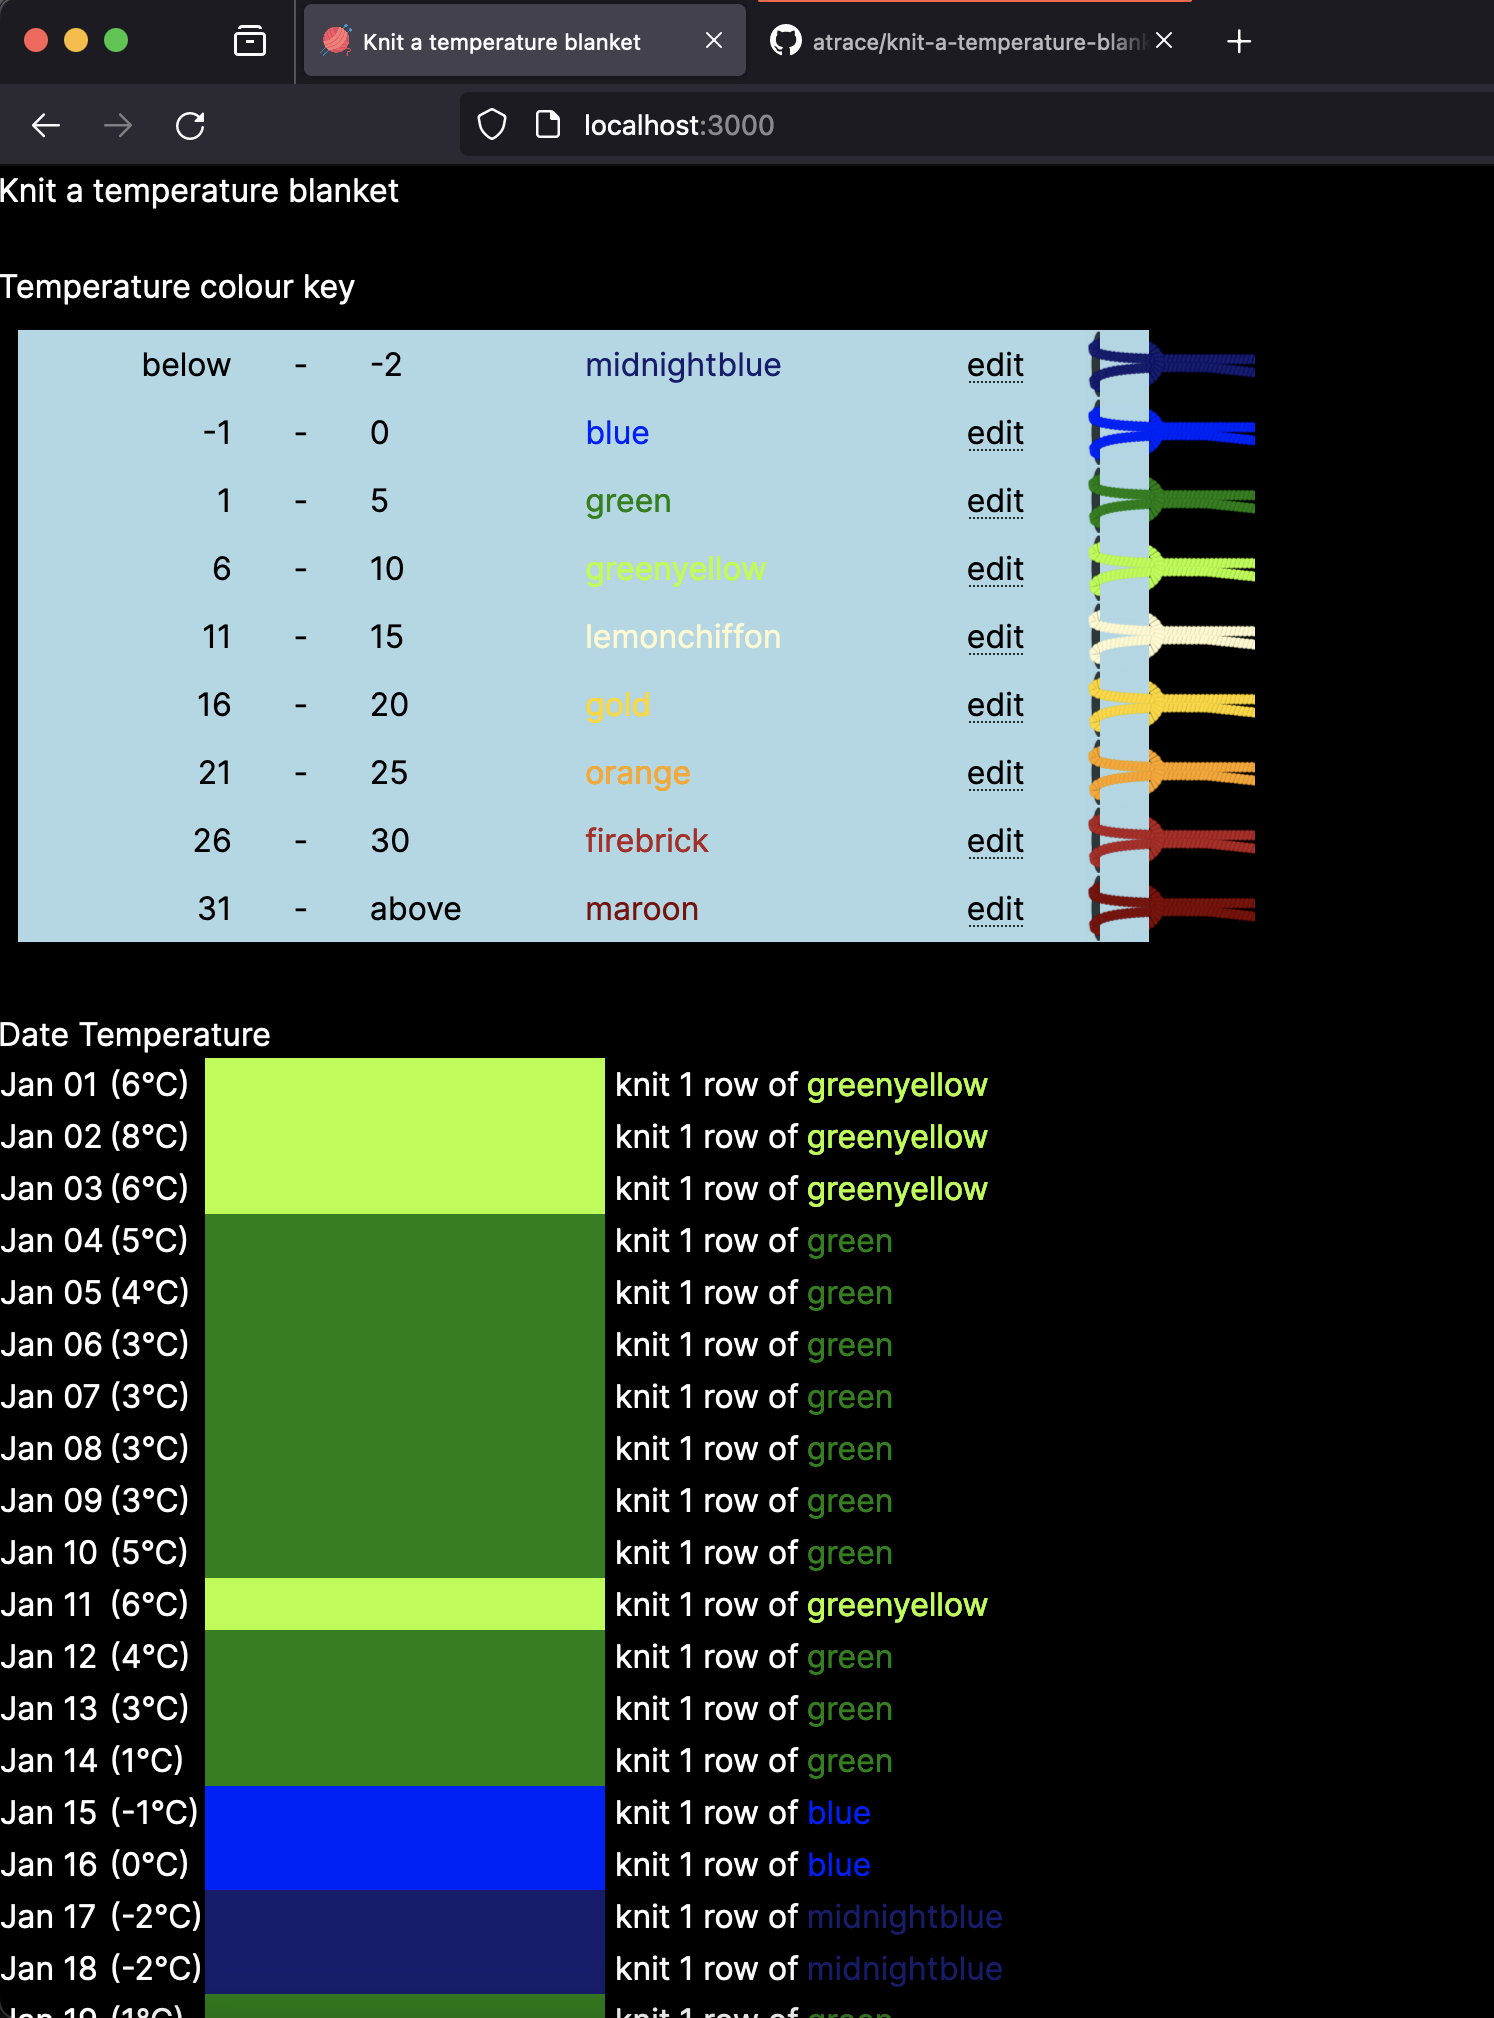 Knit a temperature blanket
atrace/knit-a-temperature-blank
localhost:3000
Knit a temperature blanket
Temperature colour key
below - -2 midnightblue edit
-1 - 0 blue edit
1 - 5 green edit
6 - 10 greenyellow edit
11 - 15 lemonchiffon edit
16 - 20 gold edit
21 - 25 orange edit
26 - 30 firebrick edit
31 - above maroon edit
Date Temperature
Jan 01 (6°C) knit 1 row of greenyellow
Jan 02 (8°C) knit 1 row of greenyellow
Jan 03 (6°C) knit 1 row of greenyellow
Jan 04 (5°C) knit 1 row of green
Jan 05 (4°C) knit 1 row of green
Jan 06 (3°C) knit 1 row of green
Jan 07 (3°C) knit 1 row of green
Jan 08 (3°C) knit 1 row of green
Jan 09 (3°C) knit 1 row of green
Jan 10 (5°C) knit 1 row of green
Jan 11 (6°C) knit 1 row of greenyellow
Jan 12 (4°C) knit 1 row of green
Jan 13 (3°C) knit 1 row of green
Jan 14 (1°C) knit 1 row of green
Jan 15 (-1°C) knit 1 row of blue
Jan 16 (0°C) knit 1 row of blue
Jan 17 (-2°C) knit 1 row of midnightblue
Jan 18 (-2°C) knit 1 row of midnightblue
Jan 19 (1°C) knit 1 row of green